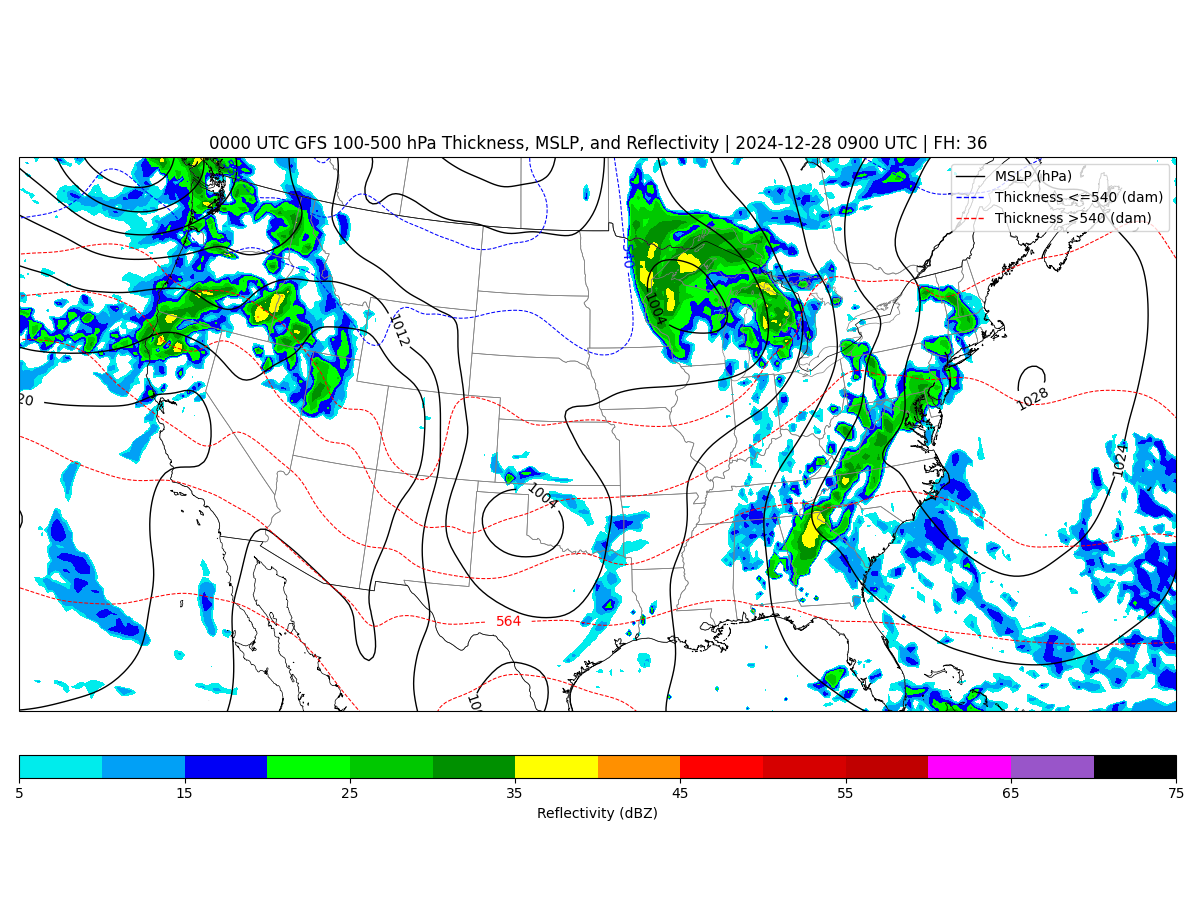 0000 UTC GFS 100-500 hPa Thickness, MSLP, and Reflectivity | 2024-12-28 0900 UTC | FH: 36
MSLP (hPa)
Thickness <=540 (dam)
Thickness >540 (dam)
1004
1012
1028
20
1024
1004
564
5 15 25 35 45 55 65 75
Reflectivity (dBZ)